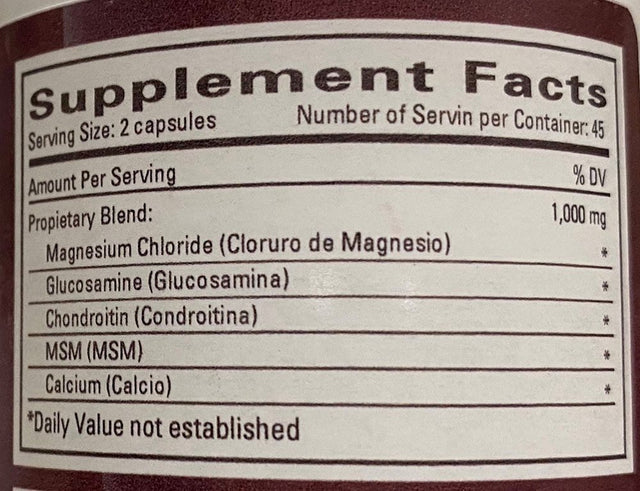 Supplement Facts
Serving Size: 2 capsules Number of Servin per Container: 45
Amount Per Serving % DV
Propietary Blend: 1,000 mg
Magnesium Chloride (Cloruro de Magnesio) *
Glucosamine (Glucosamina) *
Chondroitin (Condroitina) *
MSM (MSM) *
Calcium (Calcio) *
*Daily Value not established